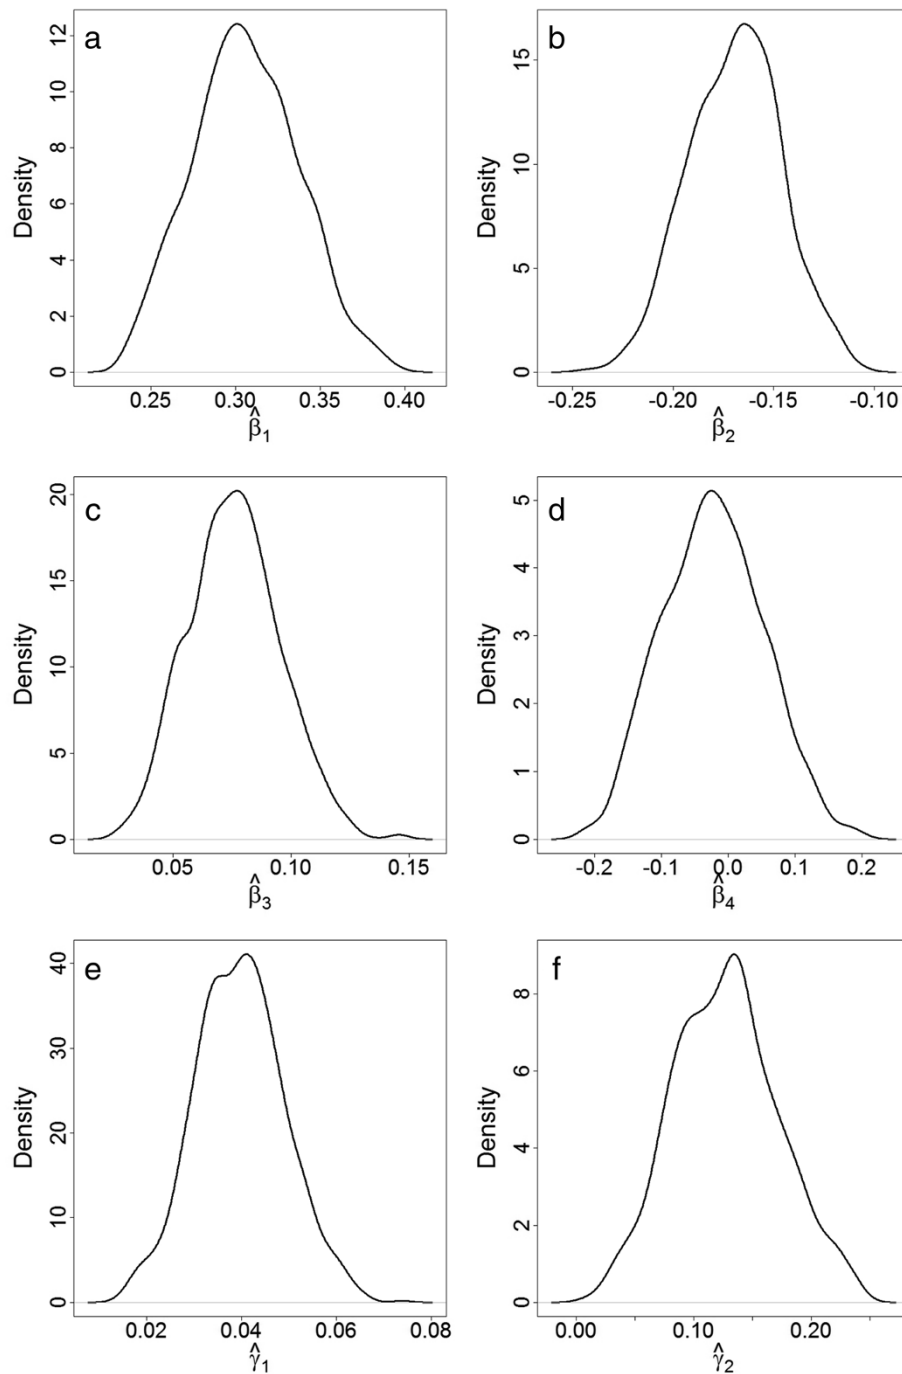 a
Density
0 2 4 6 8 10 12
0.25 0.30 0.35 0.40
β̂1
b
Density
0 5 10 15
-0.25 -0.20 -0.15 -0.10
β̂2
c
Density
0 5 10 15 20
0.05 0.10 0.15
β̂3
d
Density
0 1 2 3 4 5
-0.2 -0.1 0.0 0.1 0.2
β̂4
e
Density
0 10 20 30 40
0.02 0.04 0.06 0.08
γ̂1
f
Density
0 2 4 6 8
0.00 0.10 0.20
γ̂2